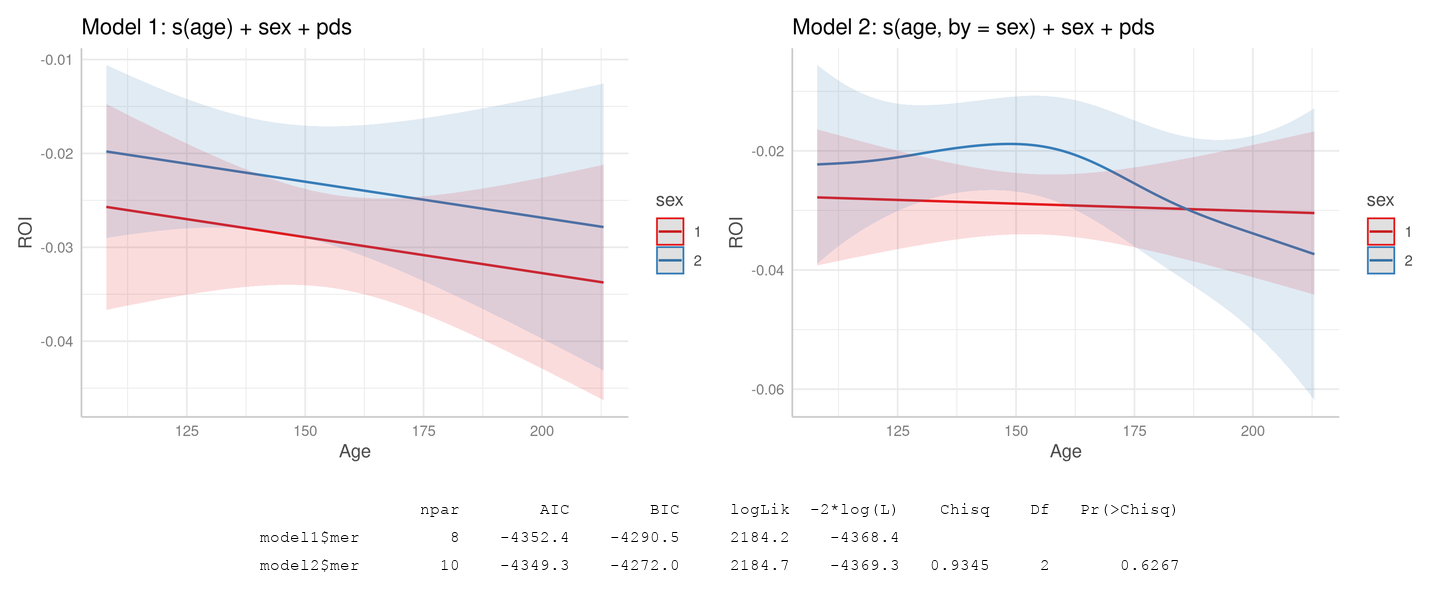 Model 1: s(age) + sex + pds
-0.01
-0.02
-0.03
-0.04
ROI
125 150 175 200
Age
sex
1
2
Model 2: s(age, by = sex) + sex + pds
-0.02
-0.04
-0.06
ROI
125 150 175 200
Age
sex
1
2
npar AIC BIC logLik -2*log(L) Chisq Df Pr(>Chisq)
model1$mer 8 -4352.4 -4290.5 2184.2 -4368.4
model2$mer 10 -4349.3 -4272.0 2184.7 -4369.3 0.9345 2 0.6267